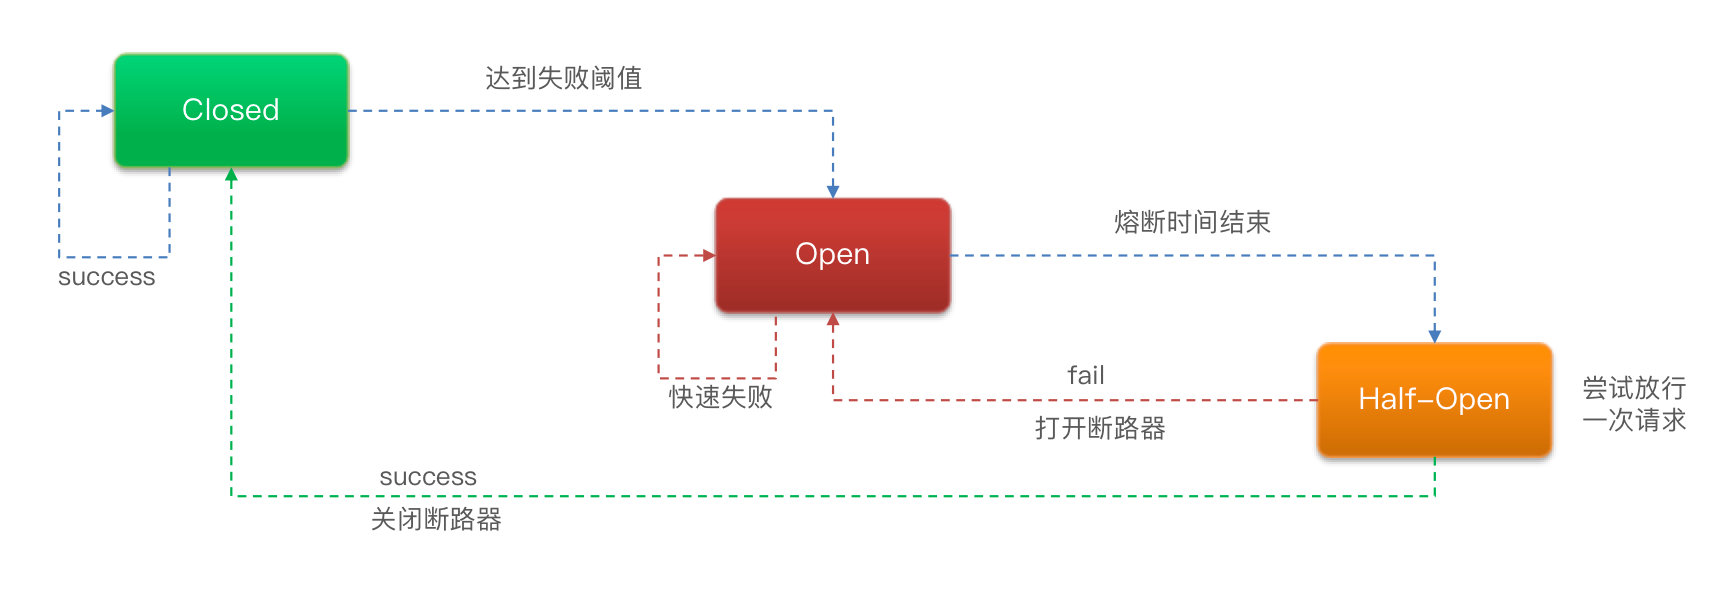 达到失败阈值
Closed
熔断时间结束
Open
success
fail
尝试放行
一次请求
Half-Open
快速失败
打开断路器
success
关闭断路器